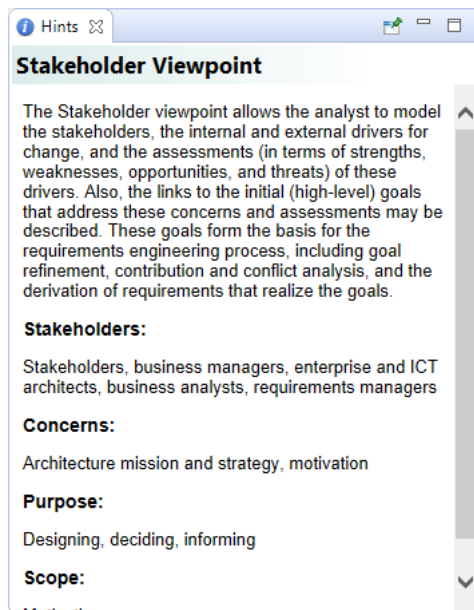 Hints
Stakeholder Viewpoint
The Stakeholder viewpoint allows the analyst to model
the stakeholders, the internal and external drivers for
change, and the assessments (in terms of strengths,
weaknesses, opportunities, and threats) of these
drivers. Also, the links to the initial (high-level) goals
that address these concerns and assessments may be
described. These goals form the basis for the
requirements engineering process, including goal
refinement, contribution and conflict analysis, and the
derivation of requirements that realize the goals.
Stakeholders:
Stakeholders, business managers, enterprise and ICT
architects, business analysts, requirements managers
Concerns:
Architecture mission and strategy, motivation
Purpose:
Designing, deciding, informing
Scope: